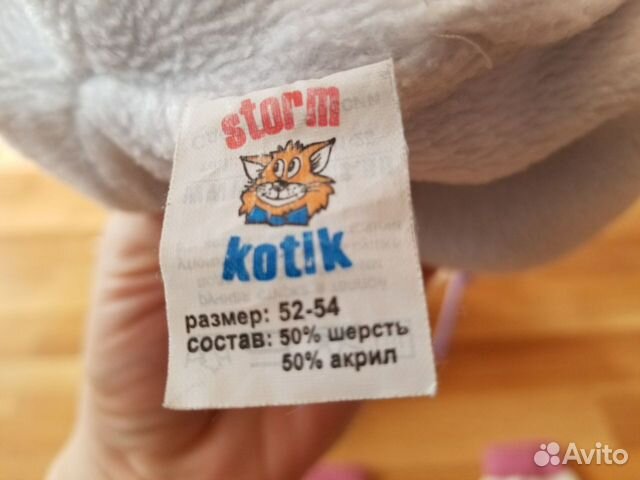 storm
kotik
размер: 52-54
состав: 50% шерсть
50% акрил
Avito